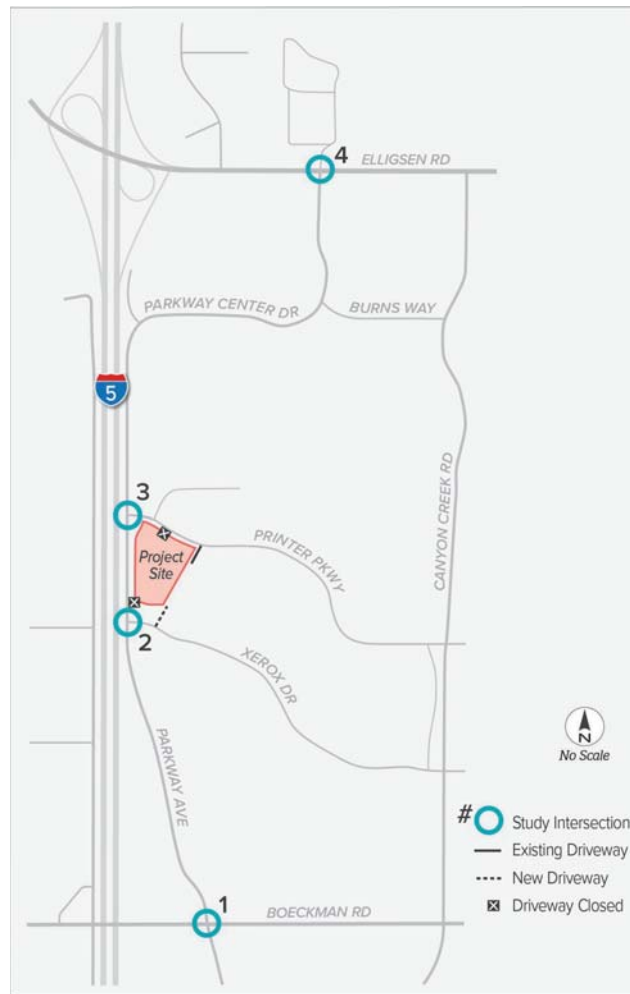 4
ELLIGSEN RD
PARKWAY CENTER DR
BURNS WAY
5
CANYON CREEK RD
3
Project
Site
PRINTER PKWY
2
XEROX DR
PARKWAY AVE
N
No Scale
# Study Intersection
Existing Driveway
New Driveway
Driveway Closed
1
BOECKMAN RD